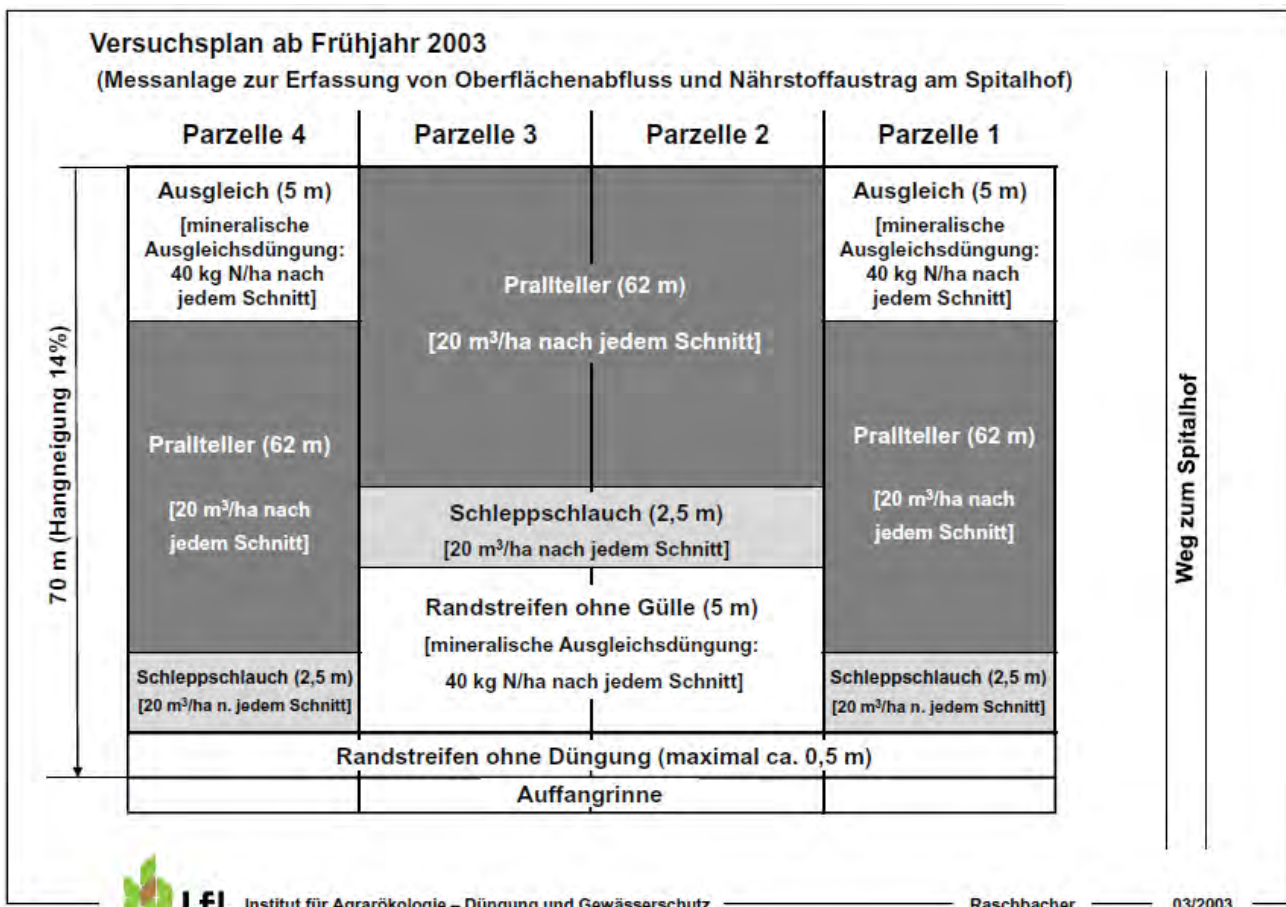 Versuchsplan ab Frühjahr 2003
(Messanlage zur Erfassung von Oberflächenabfluss und Nährstoffaustrag am Spitalhof)
Parzelle 4
Parzelle 3
Parzelle 2
Parzelle 1
70 m (Hangneigung 14%)
Ausgleich (5 m)
[mineralische
Ausgleichsdüngung:
40 kg N/ha nach
jedem Schnitt]
Prallteller (62 m)
[20 m³/ha nach
jedem Schnitt]
Schleppschlauch (2,5 m)
[20 m³/ha n. jedem Schnitt]
Prallteller (62 m)
[20 m³/ha nach jedem Schnitt]
Schleppschlauch (2,5 m)
[20 m³/ha nach jedem Schnitt]
Randstreifen ohne Gülle (5 m)
[mineralische Ausgleichsdüngung:
40 kg N/ha nach jedem Schnitt]
Ausgleich (5 m)
[mineralische
Ausgleichsdüngung:
40 kg N/ha nach
jedem Schnitt]
Prallteller (62 m)
[20 m³/ha nach
jedem Schnitt]
Schleppschlauch (2,5 m)
[20 m³/ha n. jedem Schnitt]
Randstreifen ohne Düngung (maximal ca. 0,5 m)
Auffangrinne
Weg zum Spitalhof
LfL Institut für Agrarökologie – Düngung und Gewässerschutz Raschbacher 03/2003